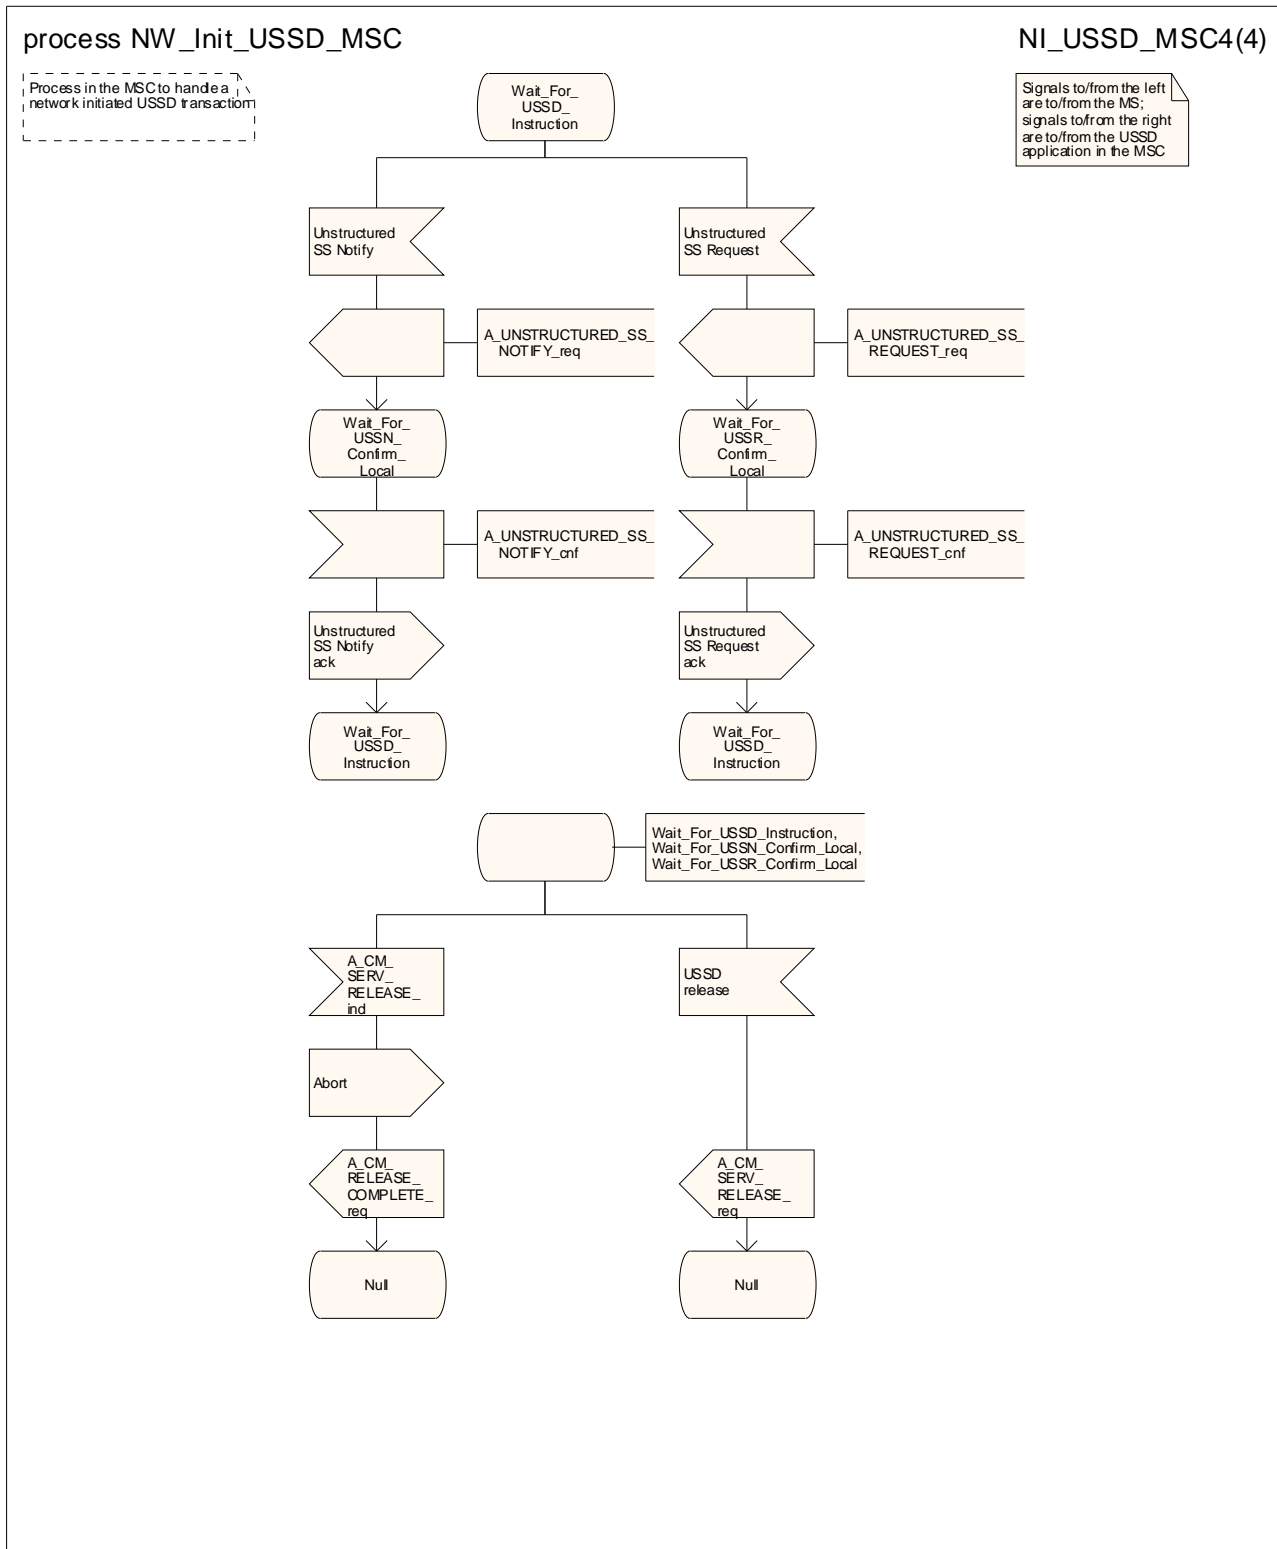 process NW_Init_USSD_MSC
NI_USSD_MSC4(4)
Process in the MSC to handle a
network initiated USSD transaction
Signals to/from the left
are to/from the MS;
signals to/from the right
are to/from the USSD
application in the MSC
Wait_For_
USSD_
Instruction
Unstructured
SS Notify
Unstructured
SS Request
A_UNSTRUCTURED_SS_
NOTIFY_req
A_UNSTRUCTURED_SS_
REQUEST_req
Wait_For_
USSN_
Confirm_
Local
Wait_For_
USSR_
Confirm_
Local
A_UNSTRUCTURED_SS_
NOTIFY_cnf
A_UNSTRUCTURED_SS_
REQUEST_cnf
Unstructured
SS Notify
ack
Unstructured
SS Request
ack
Wait_For_
USSD_
Instruction
Wait_For_
USSD_
Instruction
Wait_For_USSD_Instruction,
Wait_For_USSN_Confirm_Local,
Wait_For_USSR_Confirm_Local
A_CM_
SERV_
RELEASE_
ind
USSD
release
Abort
A_CM_
RELEASE_
COMPLETE_
req
A_CM_
SERV_
RELEASE_
req
Null
Null